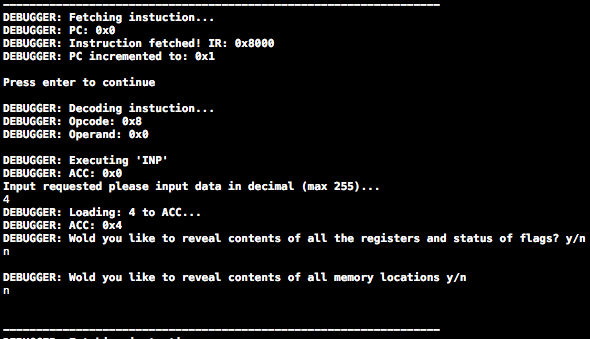 ------------------------------------------------------------------
DEBUGGER: Fetching instuction...
DEBUGGER: PC: 0x0
DEBUGGER: Instruction fetched! IR: 0x8000
DEBUGGER: PC incremented to: 0x1
Press enter to continue
DEBUGGER: Decoding instuction...
DEBUGGER: Opcode: 0x8
DEBUGGER: Operand: 0x0
DEBUGGER: Executing 'INP'
DEBUGGER: ACC: 0x0
Input requested please input data in decimal (max 255)...
4
DEBUGGER: Loading: 4 to ACC...
DEBUGGER: ACC: 0x4
DEBUGGER: Wold you like to reveal contents of all the registers and status of flags? y/n
n
DEBUGGER: Wold you like to reveal contents of all memory locations y/n
n
------------------------------------------------------------------